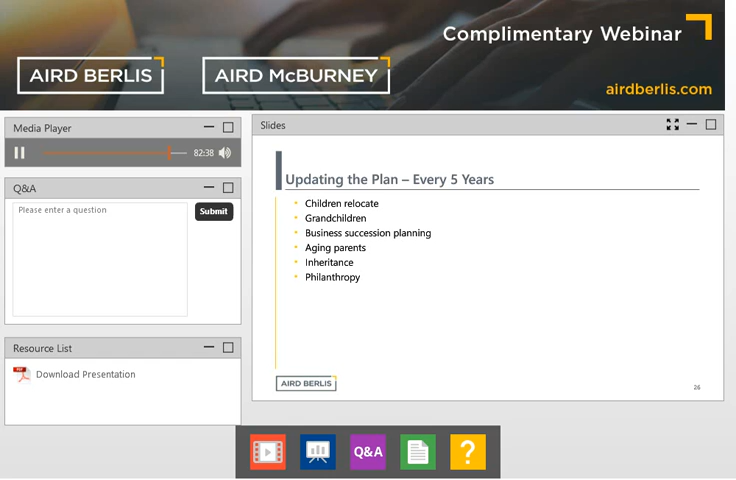 Complimentary Webinar
AIRD BERLIS
AIRD McBURNEY
airdberlis.com
Media Player
82:38
Q&A
Please enter a question
Submit
Resource List
PDF
Download Presentation
Slides
Updating the Plan – Every 5 Years
Children relocate
Grandchildren
Business succession planning
Aging parents
Inheritance
Philanthropy
AIRD BERLIS
26
Q&A
?